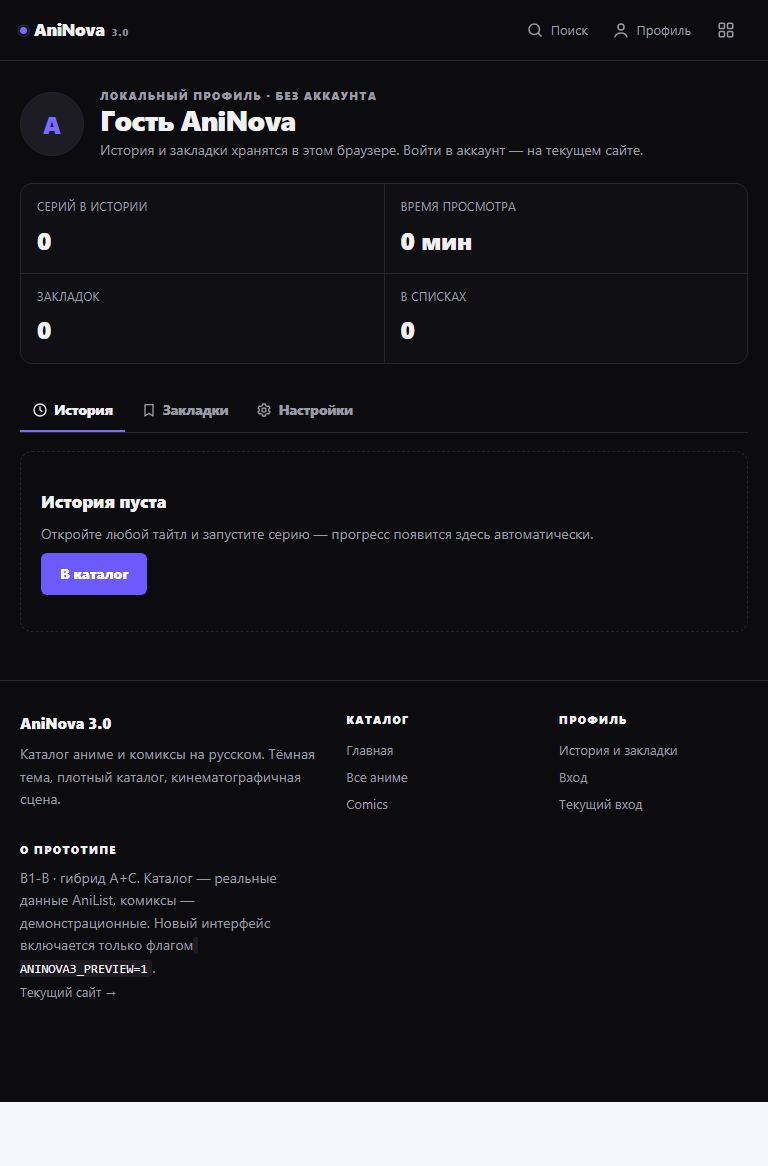 AniNova 3.0
Поиск
Профиль
A
ЛОКАЛЬНЫЙ ПРОФИЛЬ · БЕЗ АККАУНТА
Гость AniNova
История и закладки хранятся в этом браузере. Войти в аккаунт — на текущем сайте.
СЕРИЙ В ИСТОРИИ
0
ВРЕМЯ ПРОСМОТРА
0 мин
ЗАКЛАДОК
0
В СПИСКАХ
0
История
Закладки
Настройки
История пуста
Откройте любой тайтл и запустите серию — прогресс появится здесь автоматически.
В каталог
AniNova 3.0
Каталог аниме и комиксы на русском. Тёмная
тема, плотный каталог, кинематографичная
сцена.
КАТАЛОГ
Главная
Все аниме
Comics
ПРОФИЛЬ
История и закладки
Вход
Текущий вход
О ПРОТОТИПЕ
B1-B · гибрид A+C. Каталог — реальные
данные AniList, комиксы —
демонстрационные. Новый интерфейс
включается только флагом
ANINOVA3_PREVIEW=1 .
Текущий сайт →